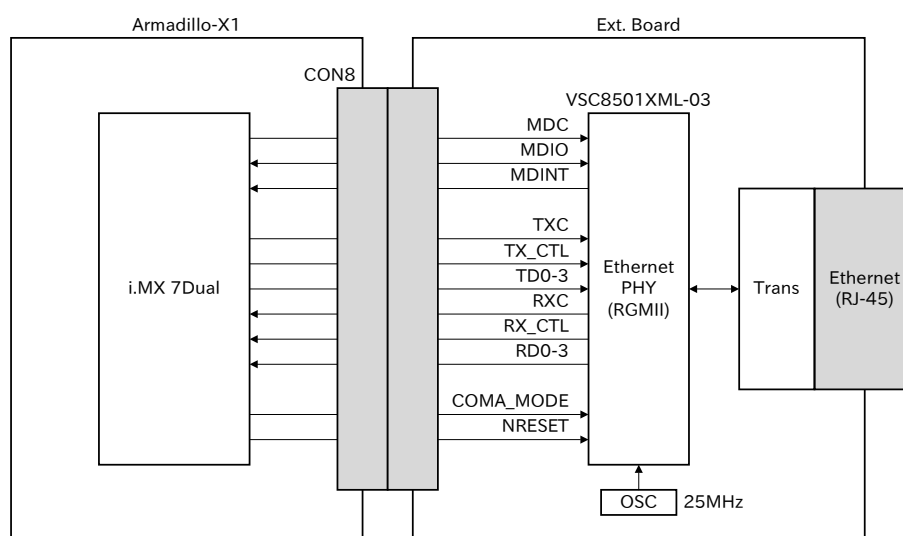 Armadillo-X1
Ext. Board
CON8
VSC8501XML-03
MDC
MDIO
MDINT
TXC
TX_CTL
TD0-3
RXC
RX_CTL
RD0-3
COMA_MODE
NRESET
i.MX 7Dual
Ethernet
PHY
(RGMII)
Trans
Ethernet
(RJ-45)
OSC
25MHz